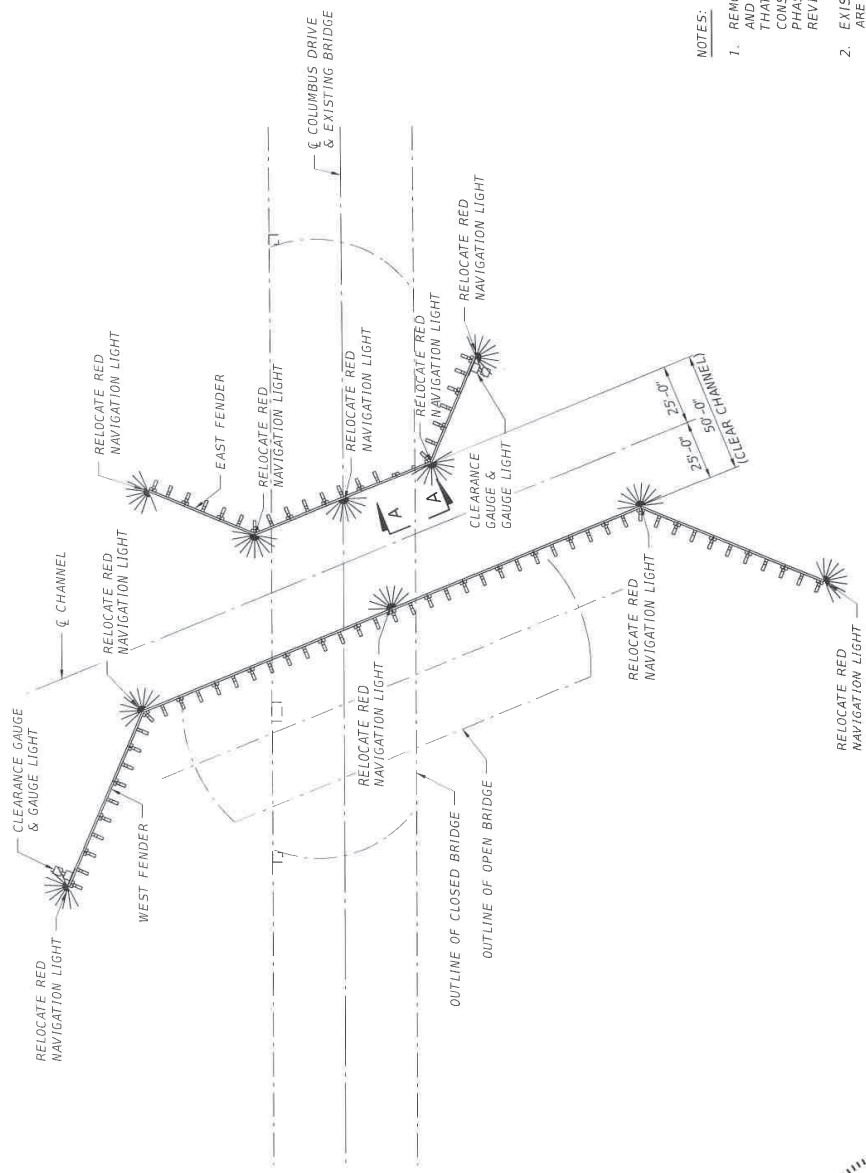 CLEARANCE GAUGE
& GAUGE LIGHT
RELOCATE RED
NAVIGATION LIGHT
WEST FENDER
℄ CHANNEL
RELOCATE RED
NAVIGATION LIGHT
RELOCATE RED
NAVIGATION LIGHT
EAST FENDER
RELOCATE RED
NAVIGATION LIGHT
RELOCATE RED
NAVIGATION LIGHT
℄ COLUMBUS DRIVE
& EXISTING BRIDGE
RELOCATE RED
NAVIGATION LIGHT
RELOCATE RED
NAVIGATION LIGHT
A
A
CLEARANCE
GAUGE &
GAUGE LIGHT
RELOCATE RED
NAVIGATION LIGHT
OUTLINE OF CLOSED BRIDGE
OUTLINE OF OPEN BRIDGE
25'-0"
25'-0"
50'-0"
(CLEAR CHANNEL)
RELOCATE RED
NAVIGATION LIGHT
RELOCATE RED
NAVIGATION LIGHT
NOTES:
1. REMO
AND
THAT
CONS
PHAS
REVI
2. EXIS
ARE